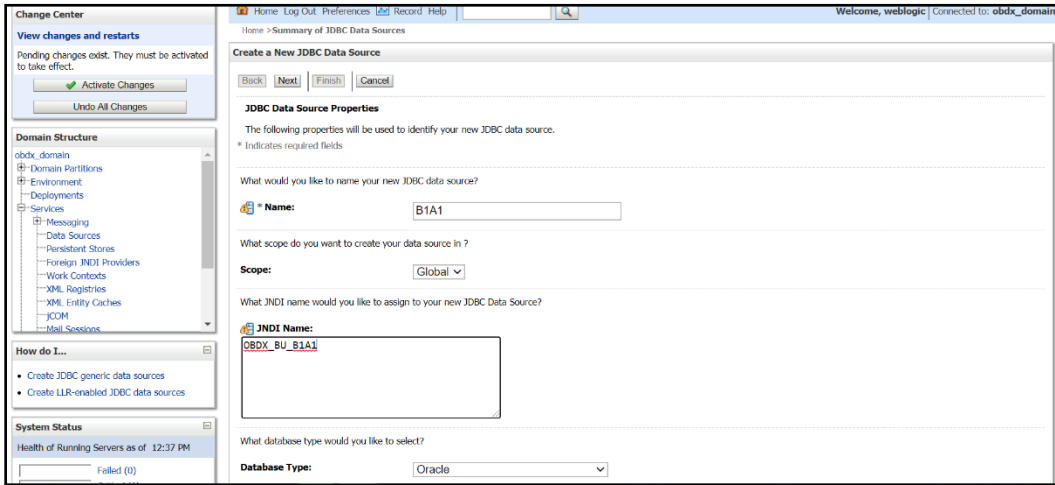 Change Center
View changes and restarts
Pending changes exist. They must be activated
to take effect.
Activate Changes
Undo All Changes
Domain Structure
obdx_domain
Domain Partitions
Environment
Deployments
Services
Messaging
Data Sources
Persistent Stores
Foreign JNDI Providers
Work Contexts
XML Registries
XML Entity Caches
jCOM
Mail Sessions
How do I...
Create JDBC generic data sources
Create LLR-enabled JDBC data sources
System Status
Health of Running Servers as of 12:37 PM
Failed (0)
Home Log Out Preferences Record Help
Welcome, weblogic Connected to: obdx_domain
Home >Summary of JDBC Data Sources
Create a New JDBC Data Source
Back Next Finish Cancel
JDBC Data Source Properties
The following properties will be used to identify your new JDBC data source.
* Indicates required fields
What would you like to name your new JDBC data source?
* Name: B1A1
What scope do you want to create your data source in ?
Scope: Global
What JNDI name would you like to assign to your new JDBC Data Source?
JNDI Name:
OBDX_BU_B1A1
What database type would you like to select?
Database Type: Oracle